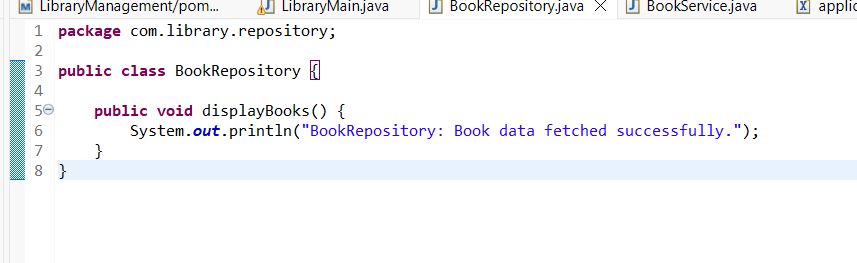 LibraryManagement/pom... LibraryMain.java BookRepository.java BookService.java applic
1 package com.library.repository;
2
3 public class BookRepository {
4
5 public void displayBooks() {
6 System.out.println("BookRepository: Book data fetched successfully.");
7 }
8 }